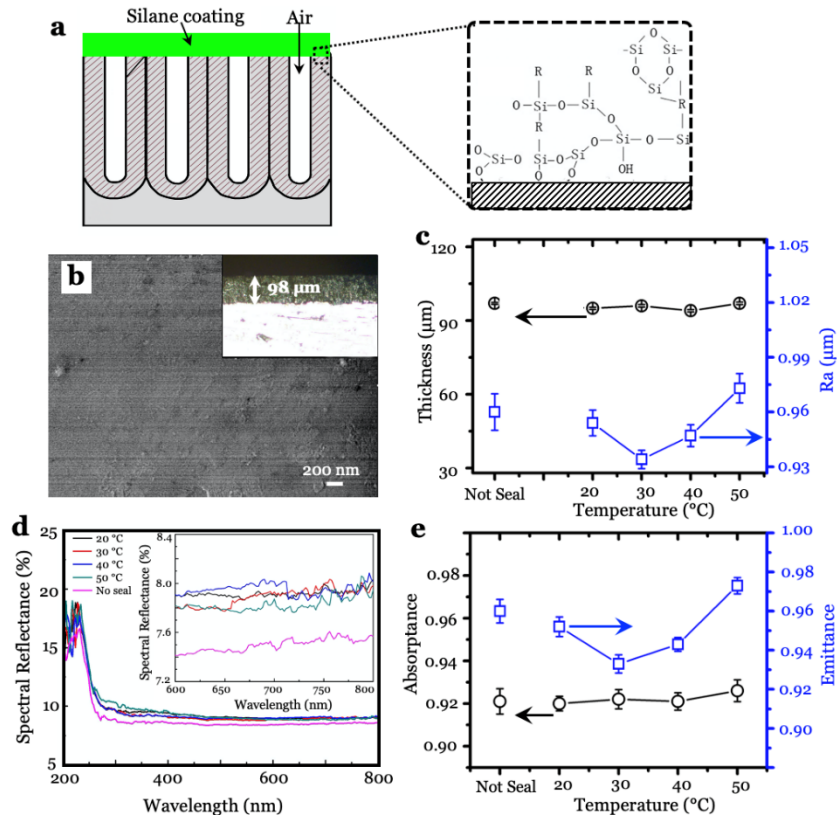 a
Silane coating
Air
O
Si Si
O O
R R Si
O Si Si R
R O O
O Si Si Si O Si
Si O O O OH
b
98 µm
200 nm
c
Thickness (µm)
120
90
60
30
Ra (µm)
1.05
1.02
0.99
0.96
0.93
Not Seal 20 30 40 50
Temperature (°C)
d
Spectral Reflectance (%)
25
20
15
10
5
20 °C
30 °C
40 °C
50 °C
No seal
Spectral Reflectance (%)
8.4
8.0
7.6
7.2
600 650 700 750 800
Wavelength (nm)
200 300 400 500 600 700 800
Wavelength (nm)
e
Absorptance
0.98
0.96
0.94
0.92
0.90
Emittance
1.00
0.98
0.96
0.94
0.92
0.90
Not Seal 20 30 40 50
Temperature (°C)